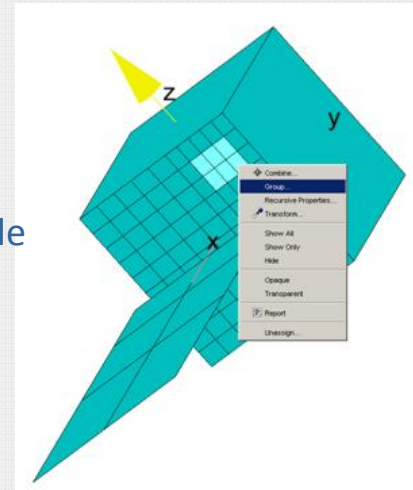 z
y
le
x
Combine...
Group...
Recursive Properties...
Transform...
Show All
Show Only
Hide
Opaque
Transparent
Report
Unassign...